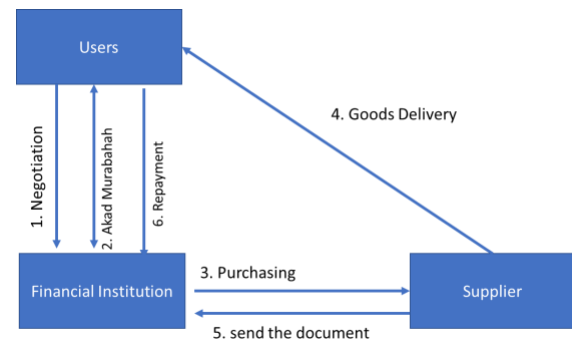 Users
4. Goods Delivery
1. Negotiation
2. Akad Murabahah
6. Repayment
3. Purchasing
Financial Institution
Supplier
5. send the document